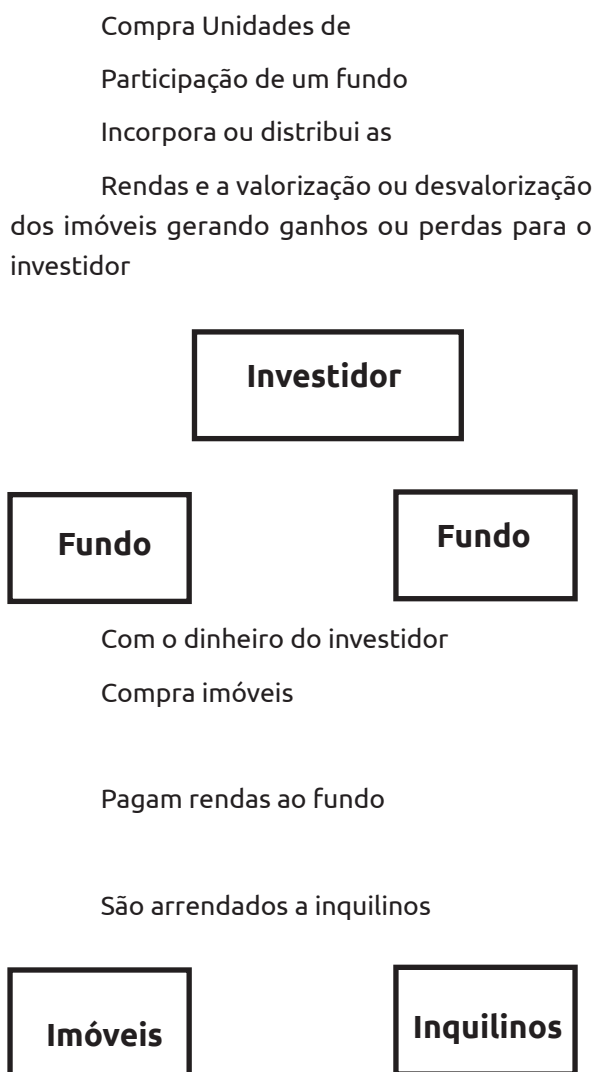 Compra Unidades de
Participação de um fundo
Incorpora ou distribui as
Rendas e a valorização ou desvalorização
dos imóveis gerando ganhos ou perdas para o
investidor
Investidor
Fundo
Fundo
Com o dinheiro do investidor
Compra imóveis
Pagam rendas ao fundo
São arrendados a inquilinos
Imóveis
Inquilinos